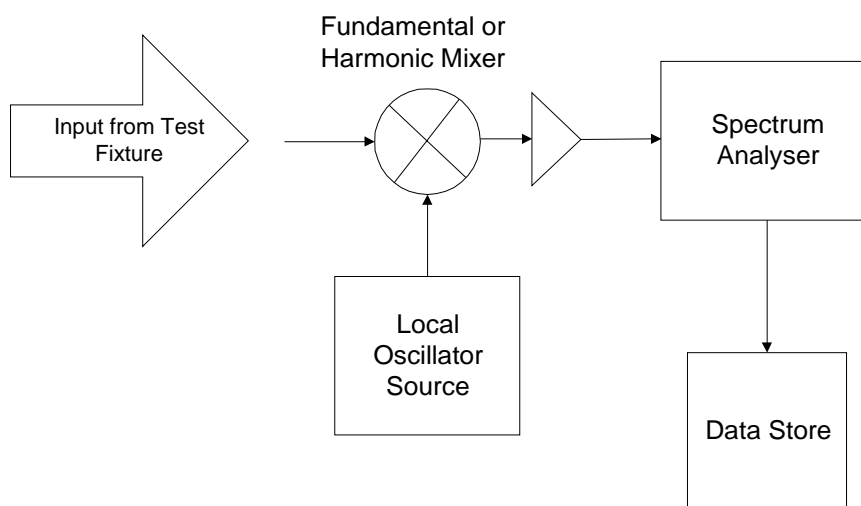 Fundamental or
Harmonic Mixer
Input from Test
Fixture
Spectrum
Analyser
Local
Oscillator
Source
Data Store